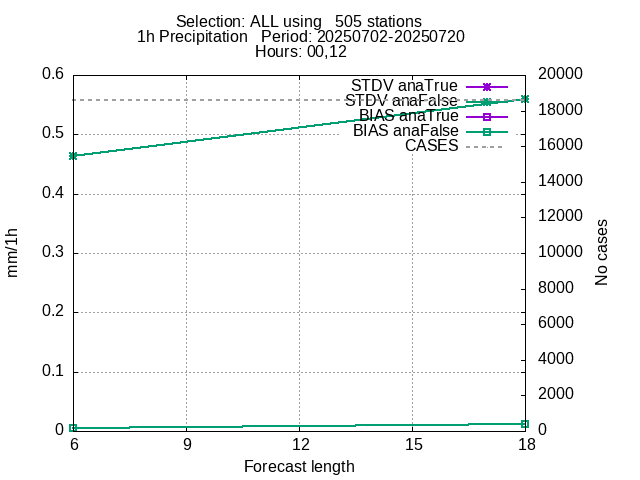 Selection: ALL using   505 stations
1h Precipitation   Period: 20250702-20250720
Hours: 00,12
0.6
0.5
0.4
0.3
0.2
0.1
0
20000
18000
16000
14000
12000
10000
8000
6000
4000
2000
0
STDV anaTrue
STDV anaFalse
BIAS anaTrue
BIAS anaFalse
CASES
mm/1h
No cases
6 9 12 15 18
Forecast length